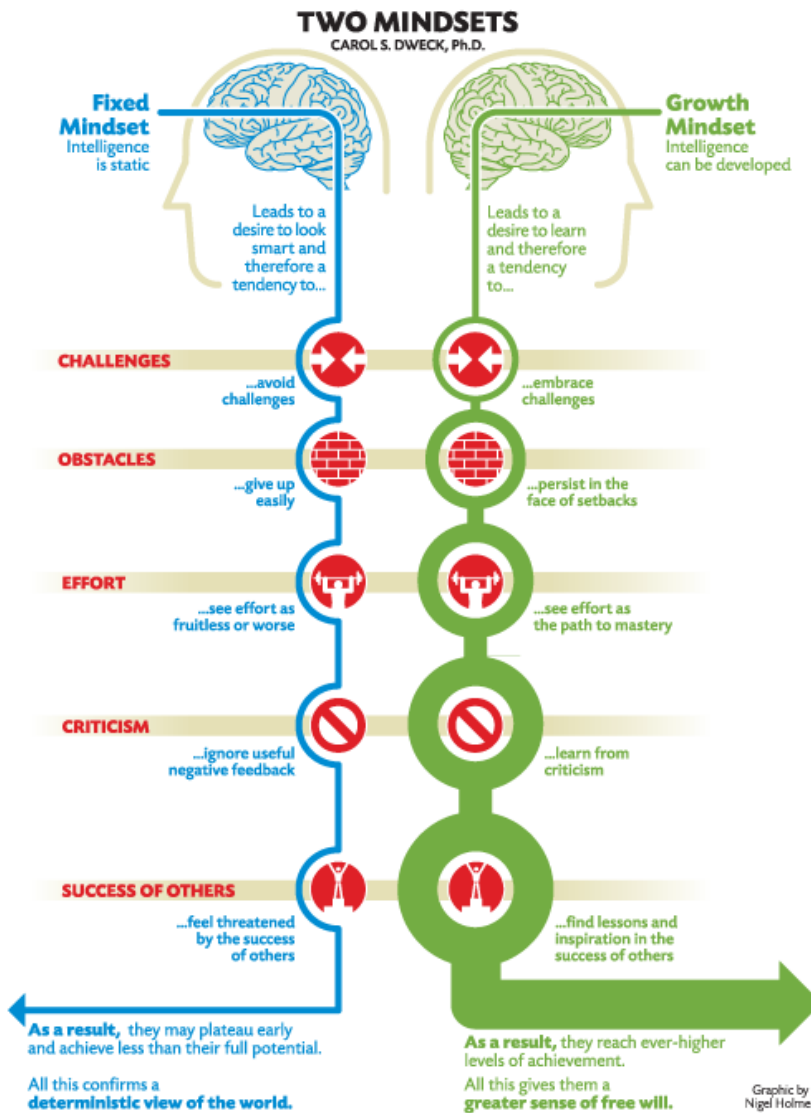 TWO MINDSETS
CAROL S. DWECK, Ph.D.
Fixed
Mindset
Intelligence
is static
Growth
Mindset
Intelligence
can be developed
Leads to a
desire to look
smart and
therefore a
tendency to...
Leads to a
desire to learn
and therefore
a tendency
to...
CHALLENGES
...avoid
challenges
...embrace
challenges
OBSTACLES
...give up
easily
...persist in the
face of setbacks
EFFORT
...see effort as
fruitless or worse
...see effort as
the path to mastery
CRITICISM
...ignore useful
negative feedback
...learn from
criticism
SUCCESS OF OTHERS
...feel threatened
by the success
of others
...find lessons and
inspiration in the
success of others
As a result, they may plateau early
and achieve less than their full potential.
All this confirms a
deterministic view of the world.
As a result, they reach ever-higher
levels of achievement.
All this gives them a
greater sense of free will.
Graphic by
Nigel Holme